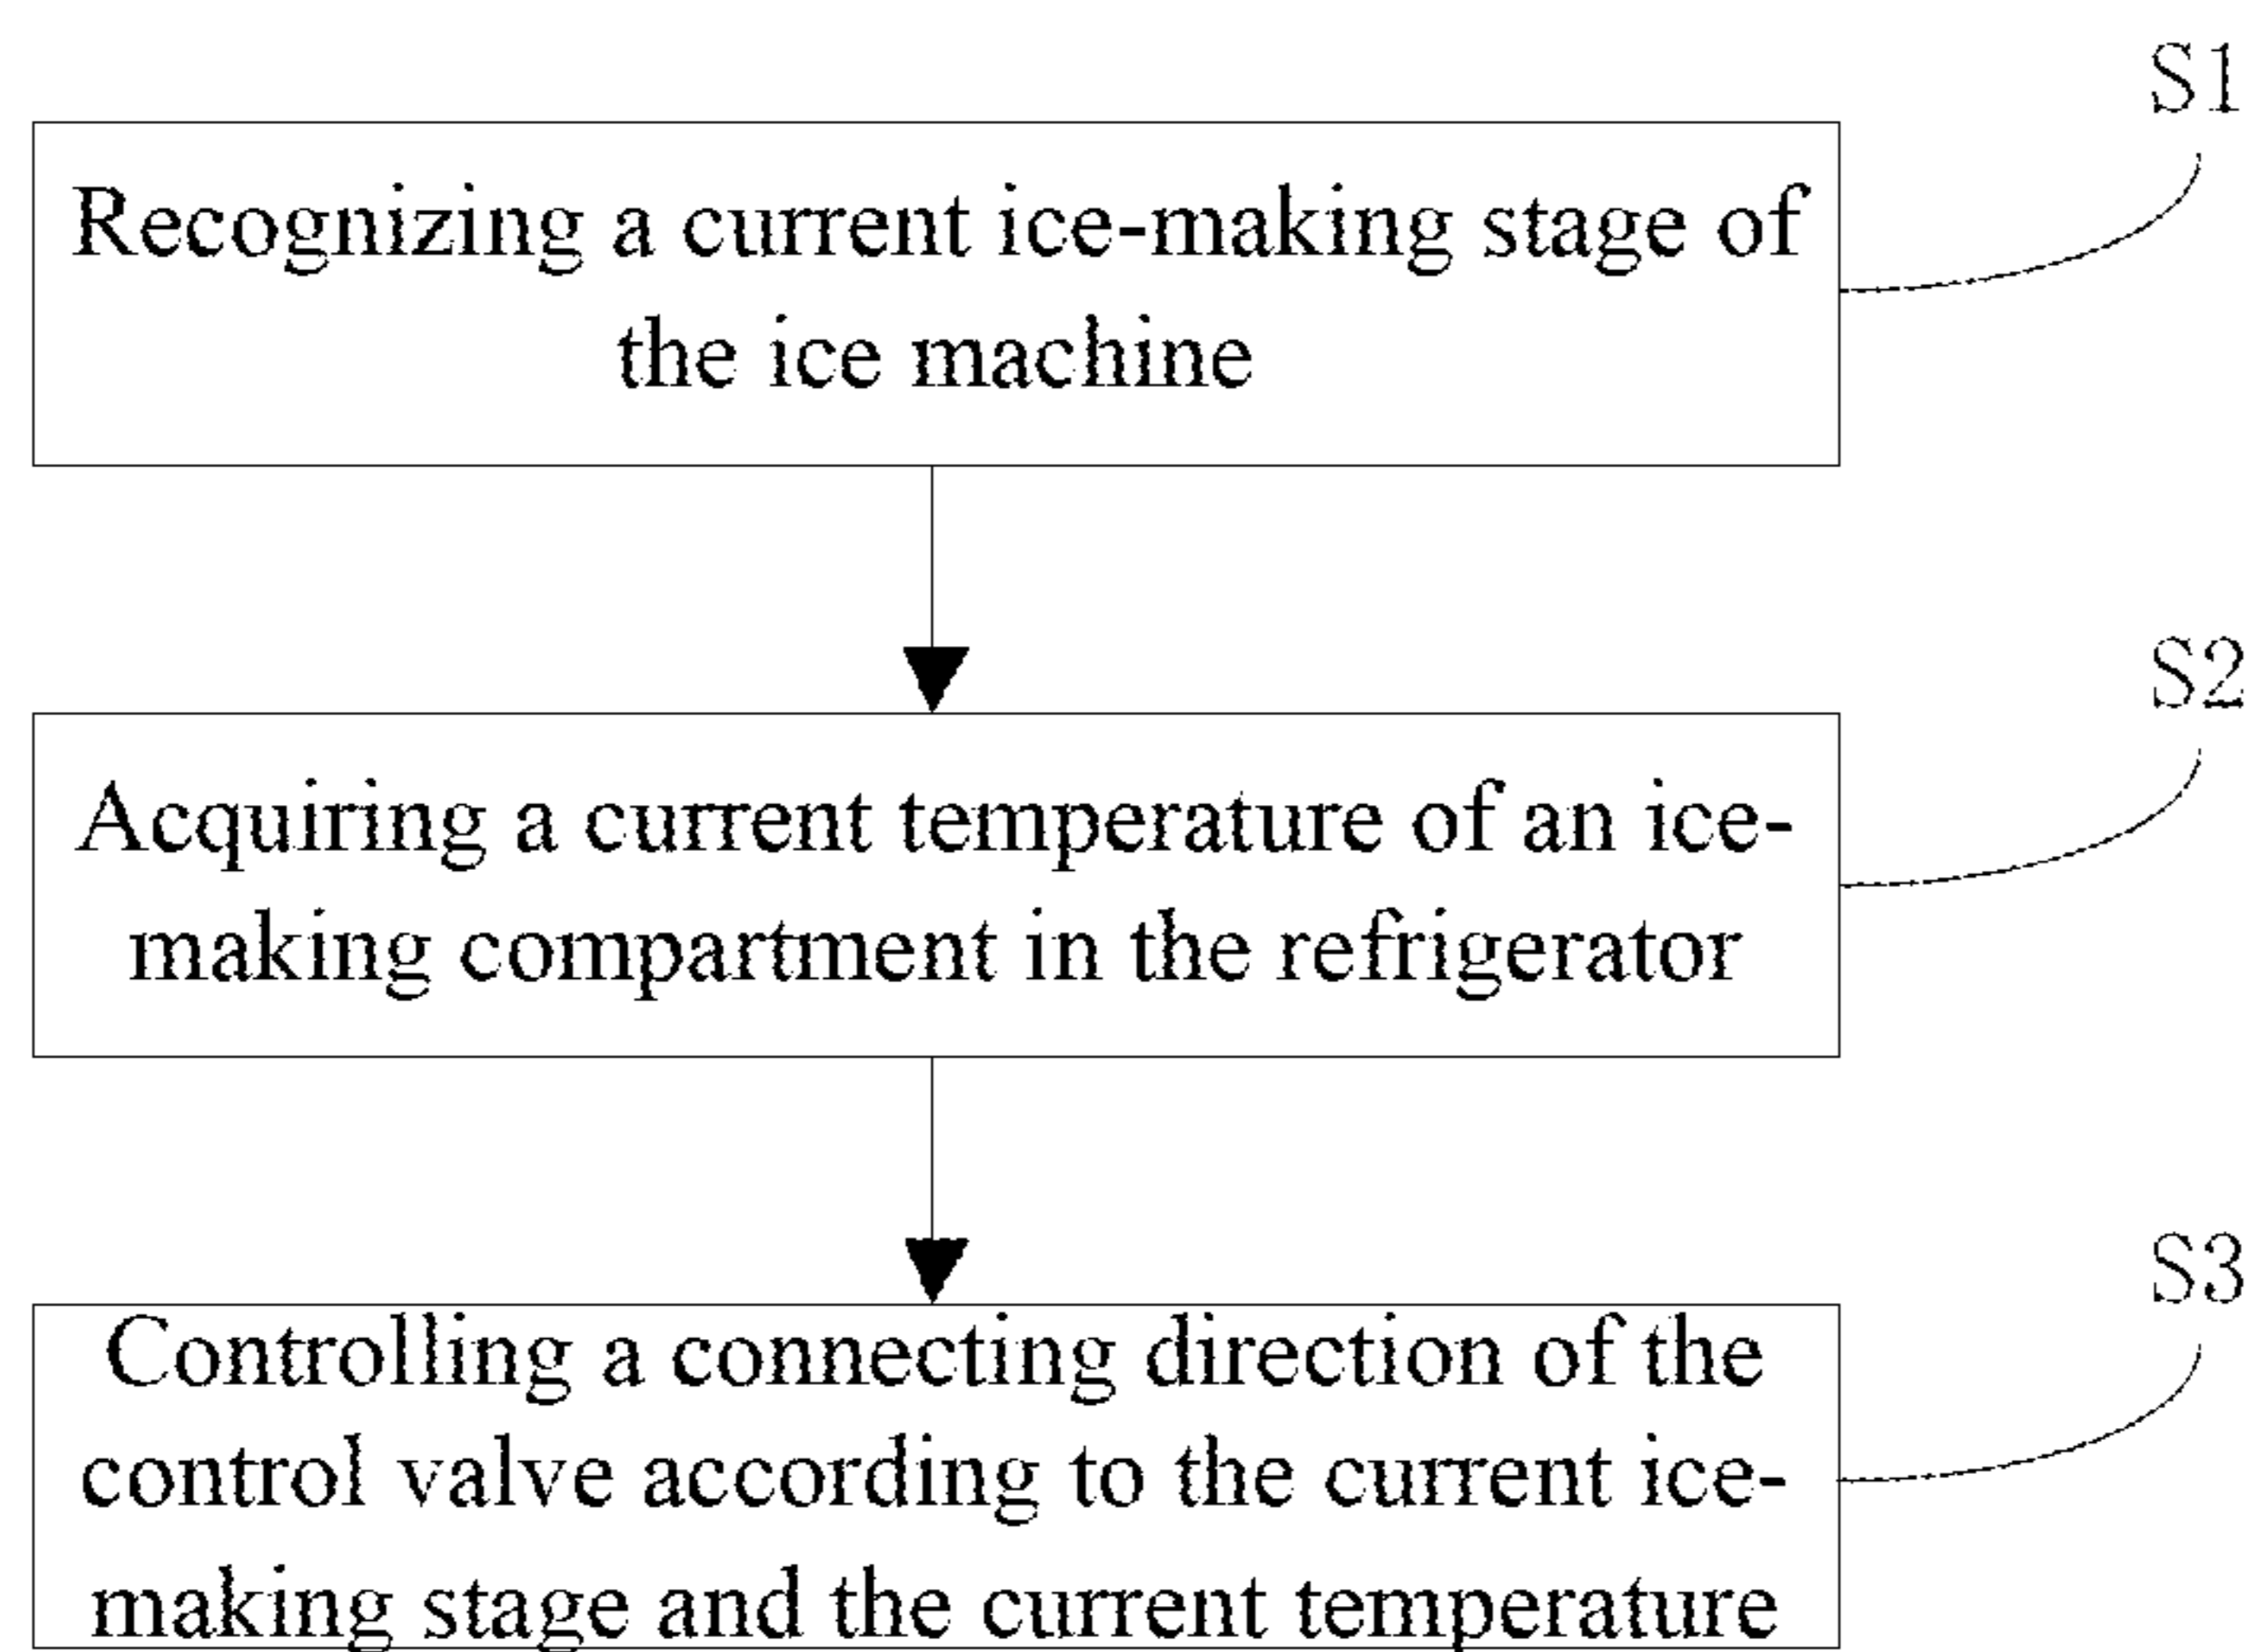 S1
Recognizing a current ice-making stage of
the ice machine
S2
Acquiring a current temperature of an ice-
making compartment in the refrigerator
S3
Controlling a connecting direction of the
control valve according to the current ice-
making stage and the current temperature